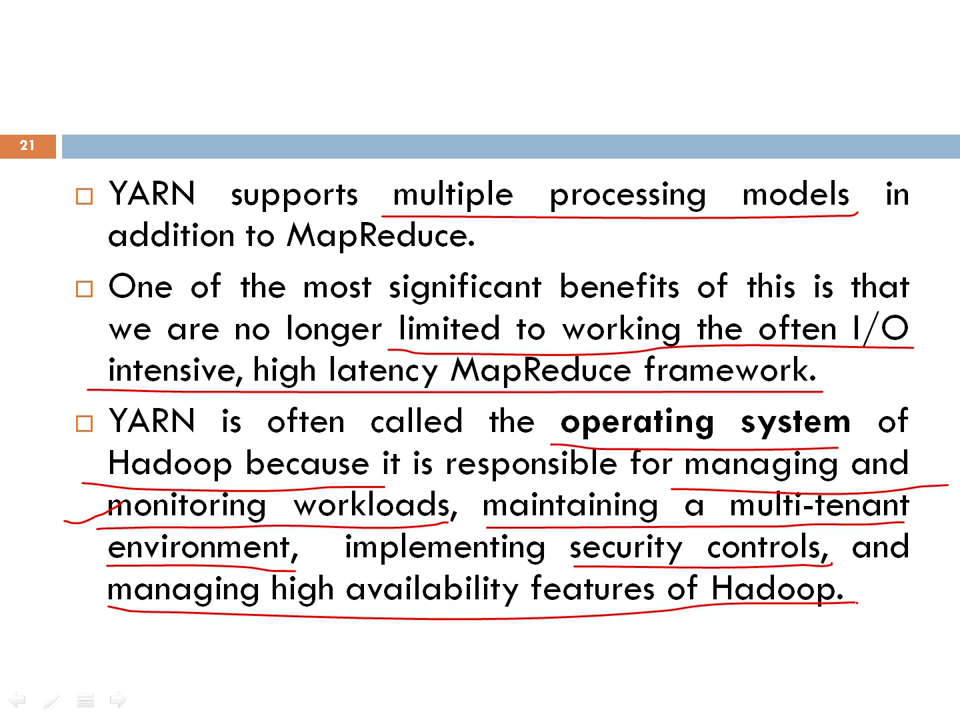 21
YARN supports multiple processing models in
addition to MapReduce.
One of the most significant benefits of this is that
we are no longer limited to working the often I/O
intensive, high latency MapReduce framework.
YARN is often called the operating system of
Hadoop because it is responsible for managing and
monitoring workloads, maintaining a multi-tenant
environment, implementing security controls, and
managing high availability features of Hadoop.